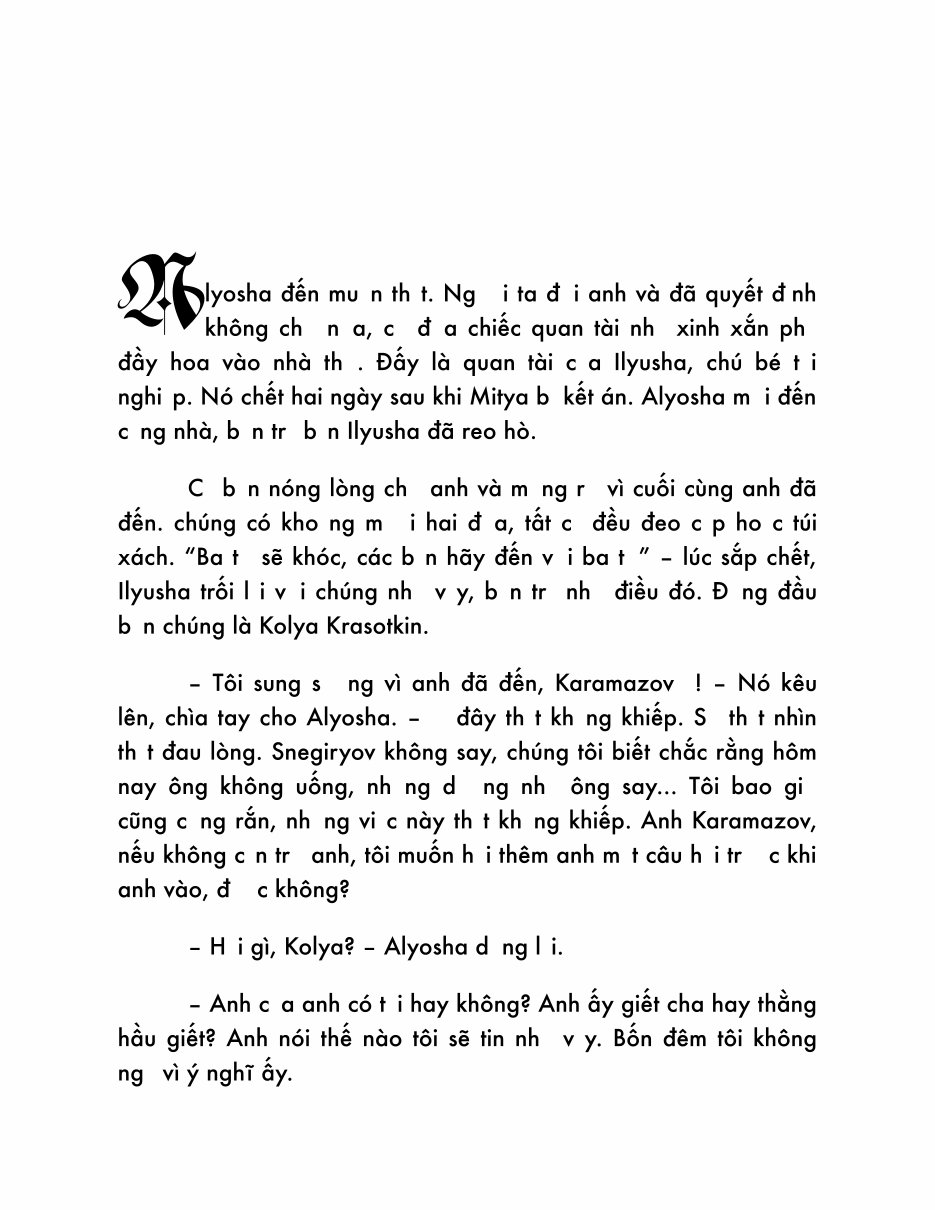 Alyosha đến mu n th t. Ng i ta đ i anh và đã quyết đ nh
không ch n a, c đ a chiếc quan tài nh xinh xắn ph
đầy hoa vào nhà th . Đấy là quan tài c a Ilyusha, chú bé t i
nghi p. Nó chết hai ngày sau khi Mitya b kết án. Alyosha m i đến
c ng nhà, b n tr b n Ilyusha đã reo hò.
C b n nóng lòng ch anh và m ng r vì cuối cùng anh đã
đến. chúng có kho ng m i hai đ a, tất c đều đeo c p ho c túi
xách. “Ba t sẽ khóc, các b n hãy đến v i ba t ” – lúc sắp chết,
Ilyusha trối l i v i chúng nh v y, b n tr nh điều đó. Đ ng đầu
b n chúng là Kolya Krasotkin.
– Tôi sung s ng vì anh đã đến, Karamazov ! – Nó kêu
lên, chìa tay cho Alyosha. – đây th t kh ng khiếp. S th t nhìn
th t đau lòng. Snegiryov không say, chúng tôi biết chắc rằng hôm
nay ông không uống, nh ng d ng nh ông say... Tôi bao gi
cũng c ng rắn, nh ng vi c này th t kh ng khiếp. Anh Karamazov,
nếu không c n tr anh, tôi muốn h i thêm anh m t câu h i tr c khi
anh vào, đ c không?
– H i gì, Kolya? – Alyosha d ng l i.
– Anh c a anh có t i hay không? Anh ấy giết cha hay thằng
hầu giết? Anh nói thế nào tôi sẽ tin nh v y. Bốn đêm tôi không
ng vì ý nghĩ ấy.